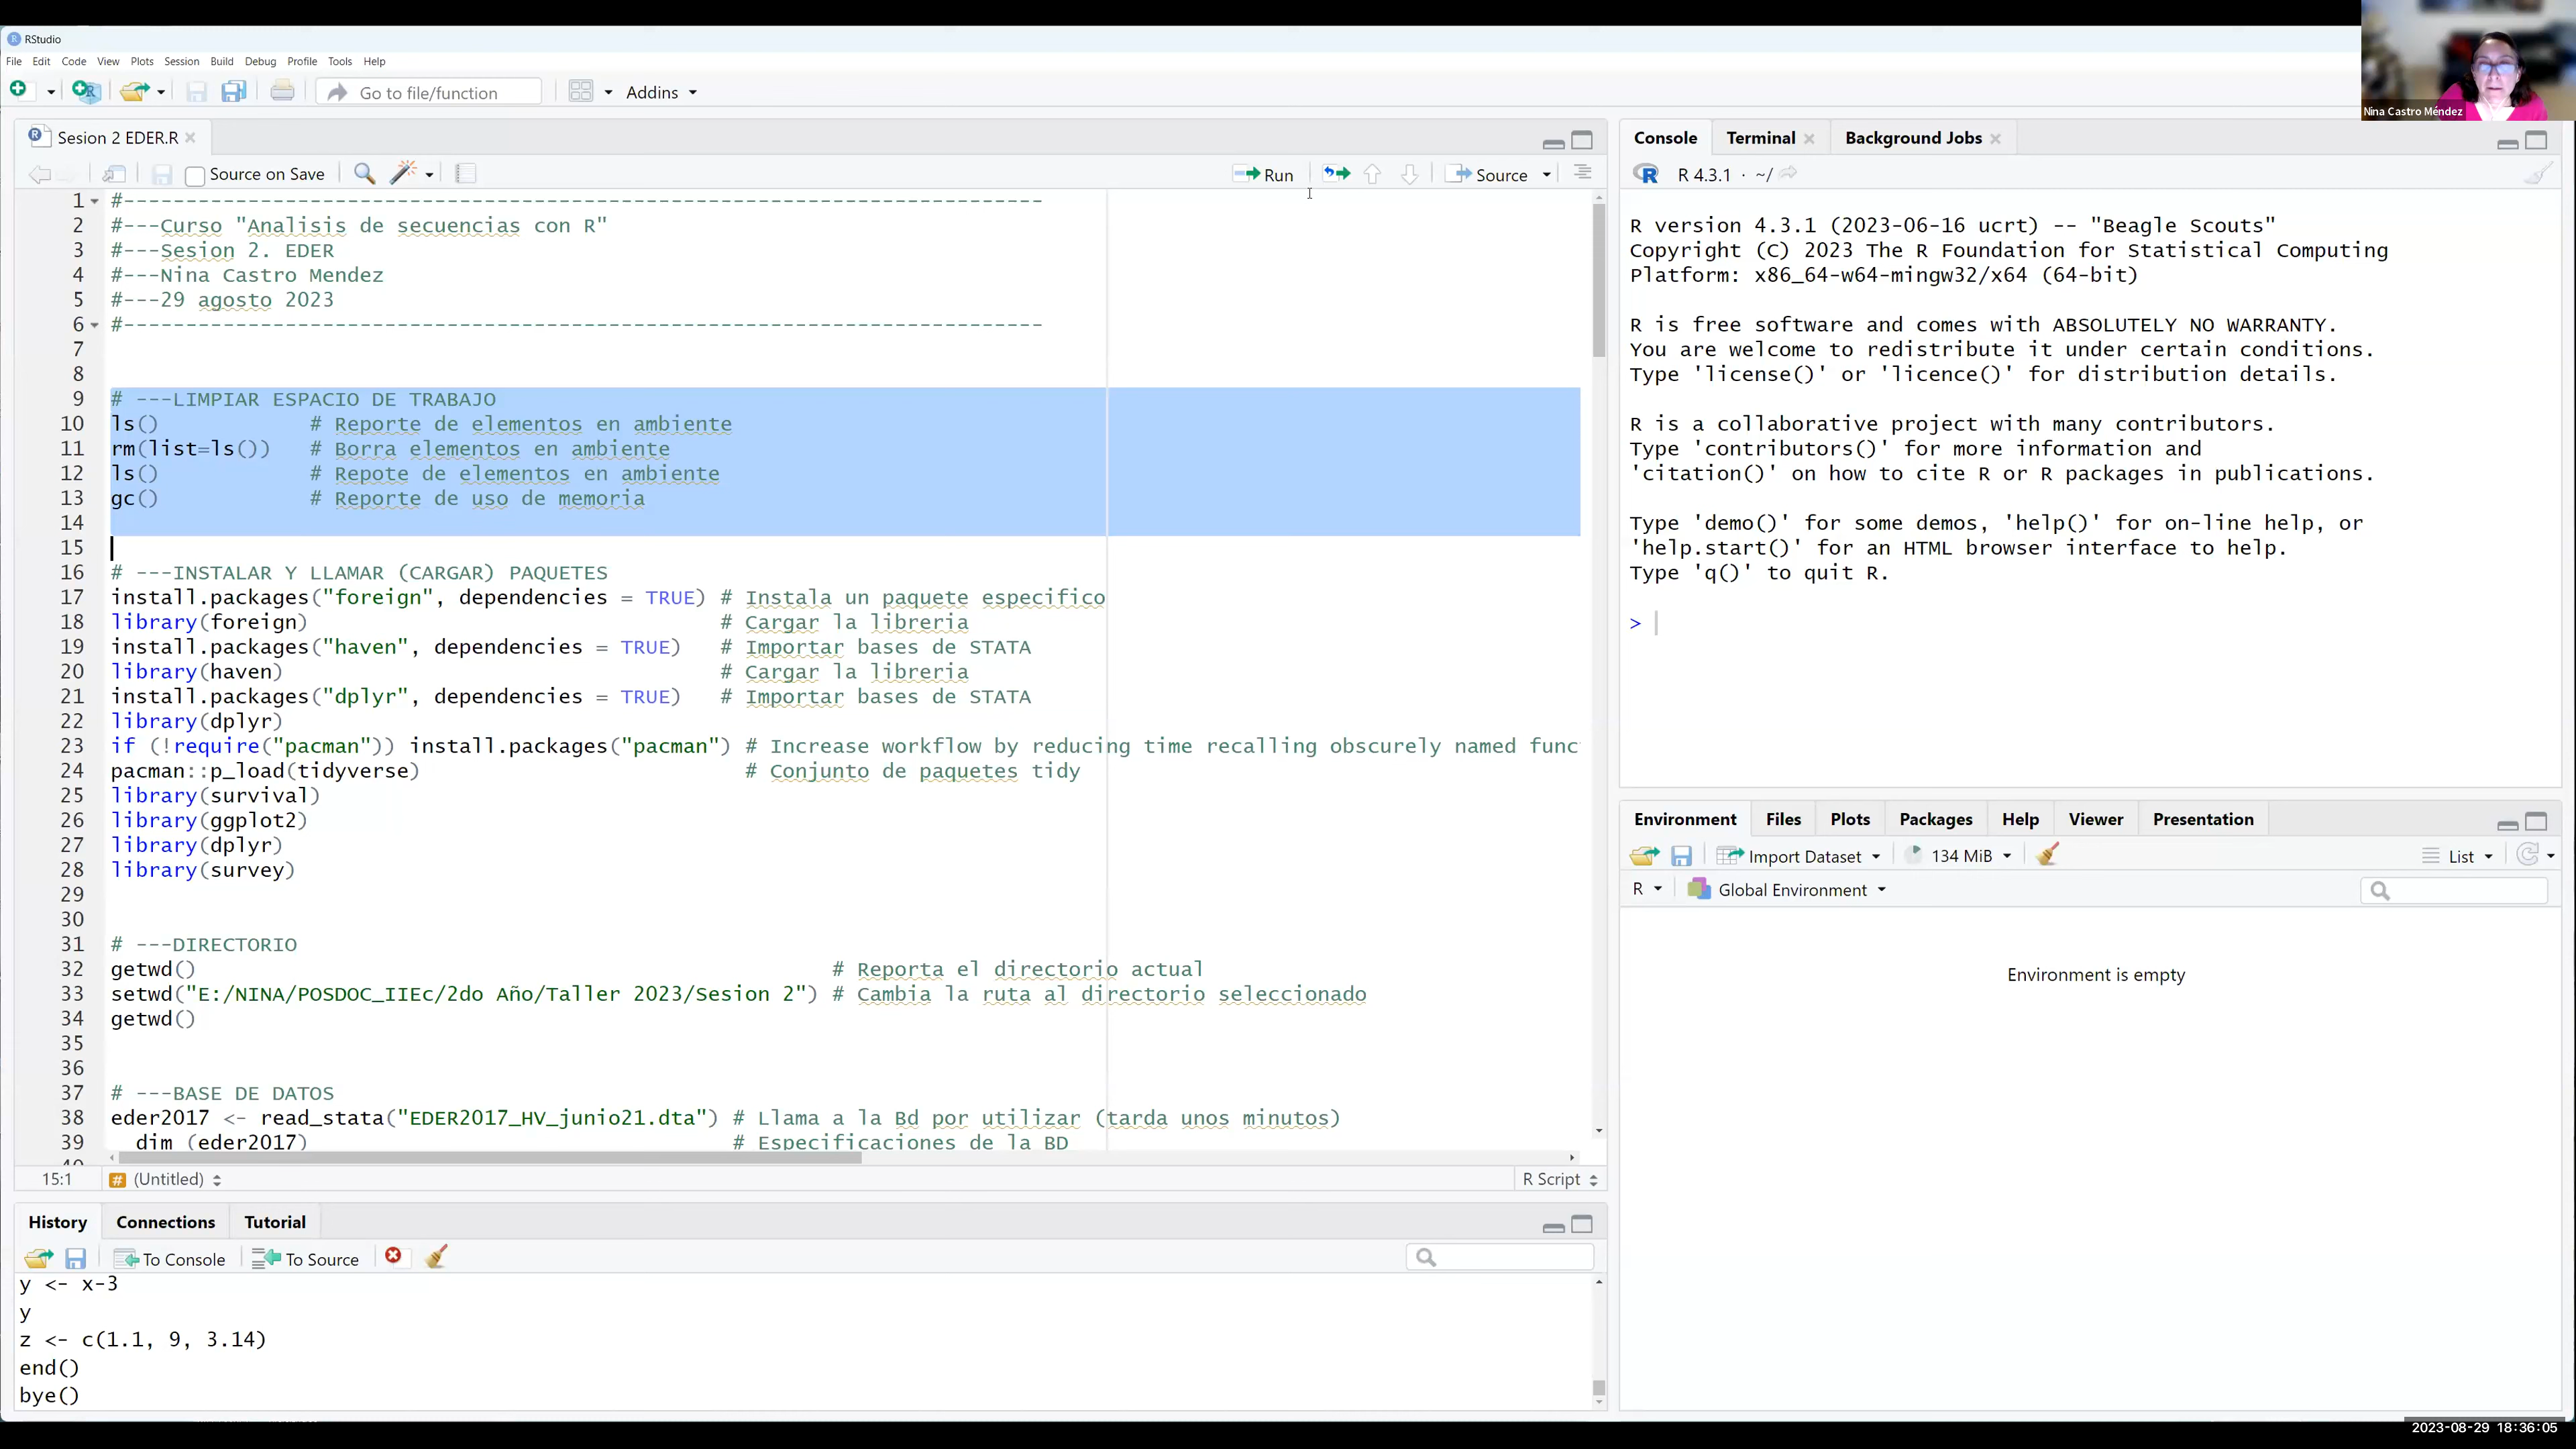 RStudio
File Edit Code View Plots Session Build Debug Profile Tools Help
Go to file/function Addins
Nina Castro Méndez
Sesion 2 EDER.R
Source on Save Run Source
1 #--------------------------------------------------------------------------
2 #---Curso "Analisis de secuencias con R"
3 #---Sesion 2. EDER
4 #---Nina Castro Mendez
5 #---29 agosto 2023
6 #--------------------------------------------------------------------------
7
8
9 # ---LIMPIAR ESPACIO DE TRABAJO
10 ls() # Reporte de elementos en ambiente
11 rm(list=ls()) # Borra elementos en ambiente
12 ls() # Repote de elementos en ambiente
13 gc() # Reporte de uso de memoria
14
15
16 # ---INSTALAR Y LLAMAR (CARGAR) PAQUETES
17 install.packages("foreign", dependencies = TRUE) # Instala un paquete especifico
18 library(foreign) # Cargar la libreria
19 install.packages("haven", dependencies = TRUE) # Importar bases de STATA
20 library(haven) # Cargar la libreria
21 install.packages("dplyr", dependencies = TRUE) # Importar bases de STATA
22 library(dplyr)
23 if (!require("pacman")) install.packages("pacman") # Increase workflow by reducing time recalling obscurely named func
24 pacman::p_load(tidyverse) # Conjunto de paquetes tidy
25 library(survival)
26 library(ggplot2)
27 library(dplyr)
28 library(survey)
29
30
31 # ---DIRECTORIO
32 getwd() # Reporta el directorio actual
33 setwd("E:/NINA/POSDOC_IIEc/2do Año/Taller 2023/Sesion 2") # Cambia la ruta al directorio seleccionado
34 getwd()
35
36
37 # ---BASE DE DATOS
38 eder2017 <- read_stata("EDER2017_HV_junio21.dta") # Llama a la Bd por utilizar (tarda unos minutos)
39 dim (eder2017) # Especificaciones de la BD
15:1 (Untitled) R Script
History Connections Tutorial
To Console To Source
y <- x-3
y
z <- c(1.1, 9, 3.14)
end()
bye()
Console Terminal Background Jobs
R 4.3.1 · ~/
R version 4.3.1 (2023-06-16 ucrt) -- "Beagle Scouts"
Copyright (C) 2023 The R Foundation for Statistical Computing
Platform: x86_64-w64-mingw32/x64 (64-bit)
R is free software and comes with ABSOLUTELY NO WARRANTY.
You are welcome to redistribute it under certain conditions.
Type 'license()' or 'licence()' for distribution details.
R is a collaborative project with many contributors.
Type 'contributors()' for more information and
'citation()' on how to cite R or R packages in publications.
Type 'demo()' for some demos, 'help()' for on-line help, or
'help.start()' for an HTML browser interface to help.
Type 'q()' to quit R.
>
Environment Files Plots Packages Help Viewer Presentation
Import Dataset 134 MiB List
R Global Environment
Environment is empty
2023-08-29 18:36:05